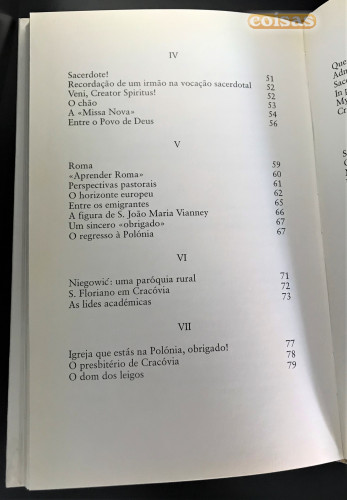 coisas
IV
Sacerdote! 51
Recordação de um irmão na vocação sacerdotal 52
Veni, Creator Spiritus! 52
O chão 53
A «Missa Nova» 54
Entre o Povo de Deus 56
V
Roma 59
«Aprender Roma» 60
Perspectivas pastorais 61
O horizonte europeu 62
Entre os emigrantes 65
A figura de S. João Maria Vianney 66
Um sincero «obrigado» 67
O regresso à Polónia 67
VI
Niegowić: uma paróquia rural 71
S. Floriano em Cracóvia 72
As lides académicas 73
VII
Igreja que estás na Polónia, obrigado! 77
O presbitério de Cracóvia 78
O dom dos leigos 79
Que